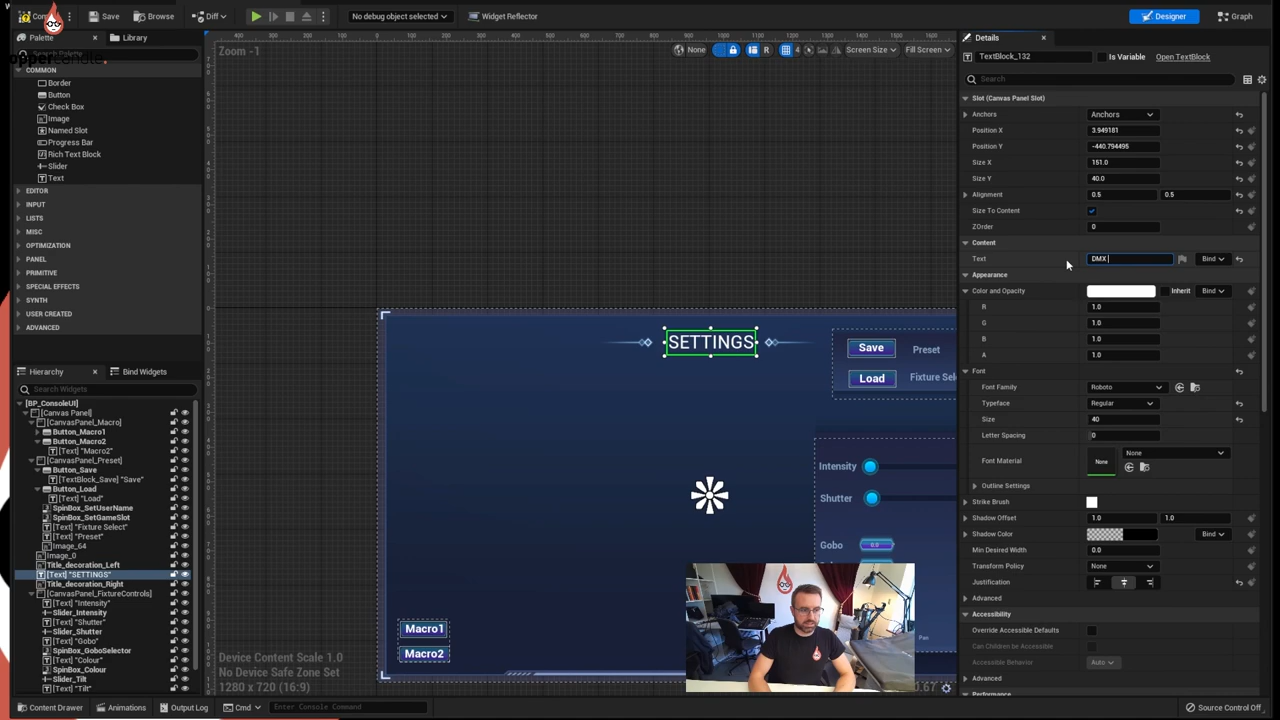 Save
Browse
Diff
No debug object selected
Widget Reflector
Designer
Graph
Palette
Library
Zoom -1
None
R
4
Screen Size
Fill Screen
COMMON
Border
Button
Check Box
Image
Named Slot
Progress Bar
Rich Text Block
Slider
Text
EDITOR
INPUT
LISTS
MISC
OPTIMIZATION
PANEL
PRIMITIVE
SPECIAL EFFECTS
SYNTH
USER CREATED
ADVANCED
Hierarchy
Bind Widgets
Search Widgets
[BP_ConsoleUI]
[Canvas Panel]
[CanvasPanel_Macro]
Button_Macro1
Button_Macro2
[Text] "Macro2"
[CanvasPanel_Preset]
Button_Save
[TextBlock_Save] "Save"
Button_Load
[Text] "Load"
SpinBox_SetUserName
SpinBox_SetGameSlot
[Text] "Fixture Select"
[Text] "Preset"
Image_64
Image_0
Title_decoration_Left
[Text] "SETTINGS"
Title_decoration_Right
[CanvasPanel_FixtureControls]
[Text] "Intensity"
Slider_Intensity
[Text] "Shutter"
Slider_Shutter
[Text] "Gobo"
SpinBox_GoboSelector
[Text] "Colour"
SpinBox_Colour
Slider_Tilt
[Text] "Tilt"
SETTINGS
Save
Preset
Load
Fixture Sel
Intensity
Shutter
Gobo
0.0
Pan
Macro1
Macro2
Device Content Scale 1.0
No Device Safe Zone Set
1280 x 720 (16:9)
0.67
Details
TextBlock_132
Is Variable
Open TextBlock
Search
Slot (Canvas Panel Slot)
Anchors
Anchors
Position X
3.949181
Position Y
-440.794495
Size X
151.0
Size Y
40.0
Alignment
0.5
0.5
Size To Content
ZOrder
0
Content
Text
DMX
Bind
Appearance
Color and Opacity
Inherit
Bind
R
1.0
G
1.0
B
1.0
A
1.0
Font
Font Family
Roboto
Typeface
Regular
Size
40
Letter Spacing
0
Font Material
None
None
Outline Settings
Strike Brush
Shadow Offset
1.0
1.0
Shadow Color
Bind
Min Desired Width
0.0
Transform Policy
None
Justification
Advanced
Accessibility
Override Accessible Defaults
Can Children be Accessible
Accessible Behavior
Auto
Advanced
Performance
Content Drawer
Animations
Output Log
Cmd
Enter Console Command
Source Control Off